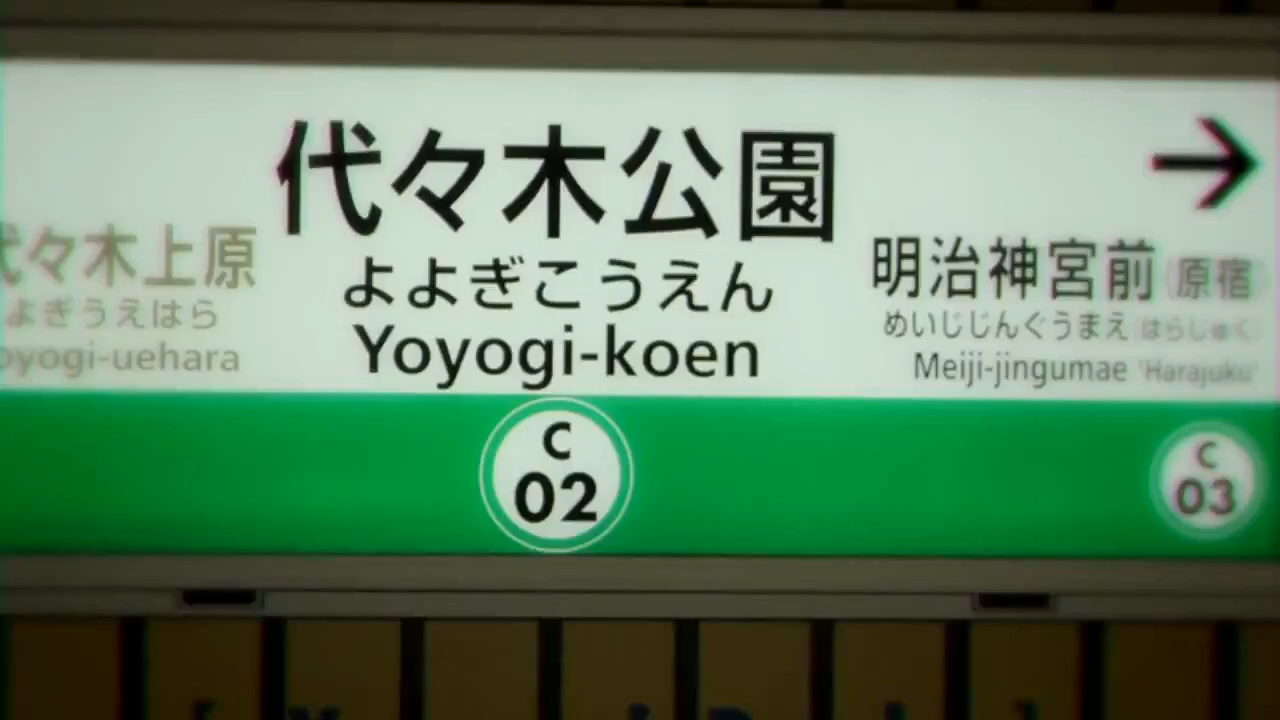 代々木公園
よよぎこうえん
Yoyogi-koen
代々木上原
よぎうえはら
oyogi-uehara
明治神宮前(原宿)
めいじじんぐうまえ(はらじゅく)
Meiji-jingumae 'Harajuku'
C
02
C
03